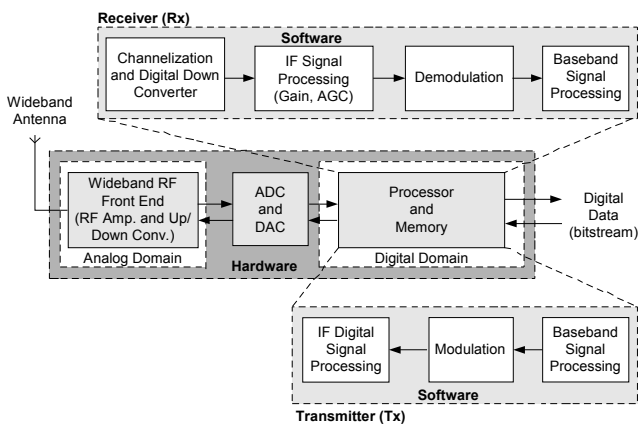 Receiver (Rx)
Software
Channelization
and Digital Down
Converter
IF Signal
Processing
(Gain, AGC)
Demodulation
Baseband
Signal
Processing
Wideband
Antenna
Wideband RF
Front End
(RF Amp. and Up/
Down Conv.)
Analog Domain
ADC
and
DAC
Hardware
Processor
and
Memory
Digital Domain
Digital
Data
(bitstream)
IF Digital
Signal
Processing
Modulation
Baseband
Signal
Processing
Software
Transmitter (Tx)